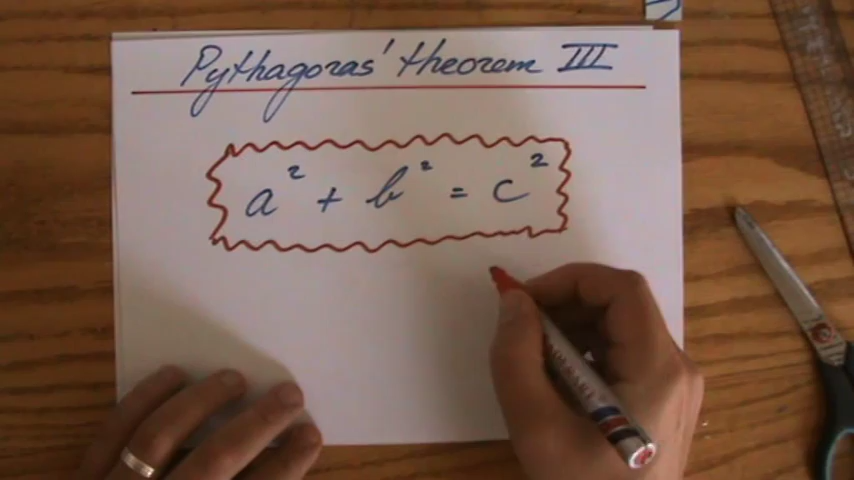 Pythagoras' theorem III
a² + b² = c²